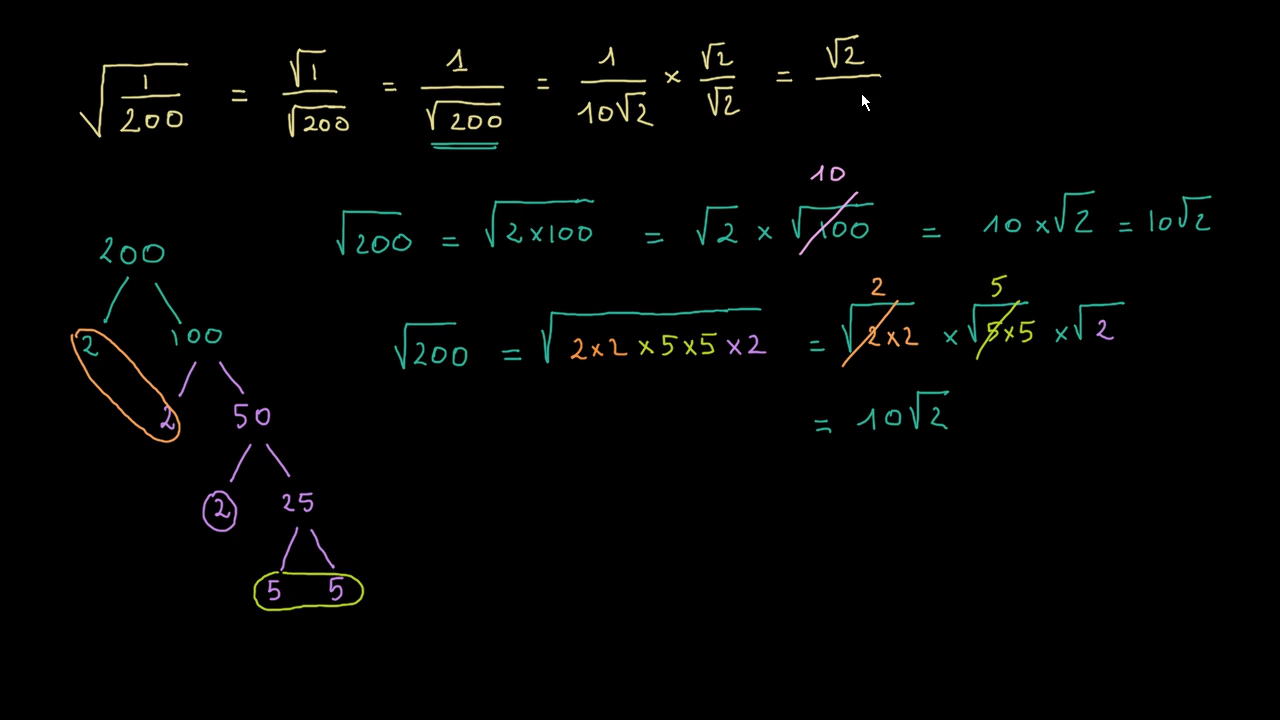 √(1/200) = √1/√200 = 1/√200 = 1/10√2 × √2/√2 = √2/
10
√200 = √2×100 = √2 × √100 = 10 ×√2 = 10√2
200
2 5
2 100
√200 = √2×2×5×5×2 = √2×2 × √5×5 ×√2
2 50
= 10√2
2 25
5 5